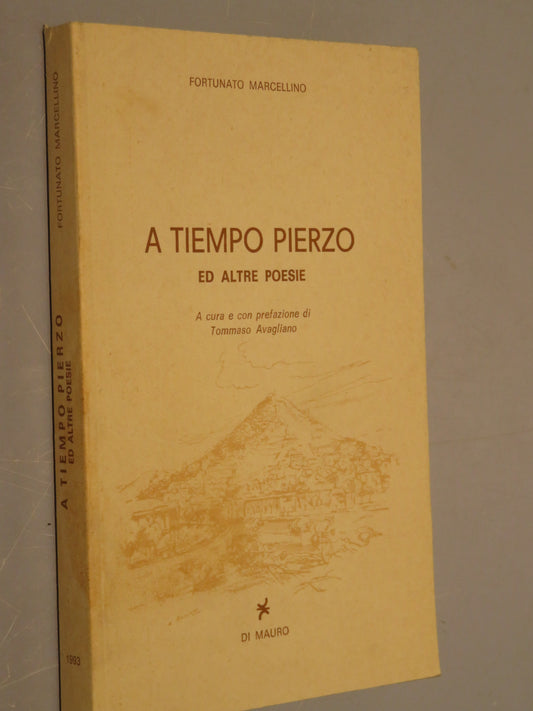 FORTUNATO MARCELLINO
A TIEMPO PIERZO
ED ALTRE POESIE
A cura e con prefazione di
Tommaso Avagliano
DI MAURO
FORTUNATO MARCELLINO
A TIEMPO PIERZO
ED ALTRE POESIE
1993